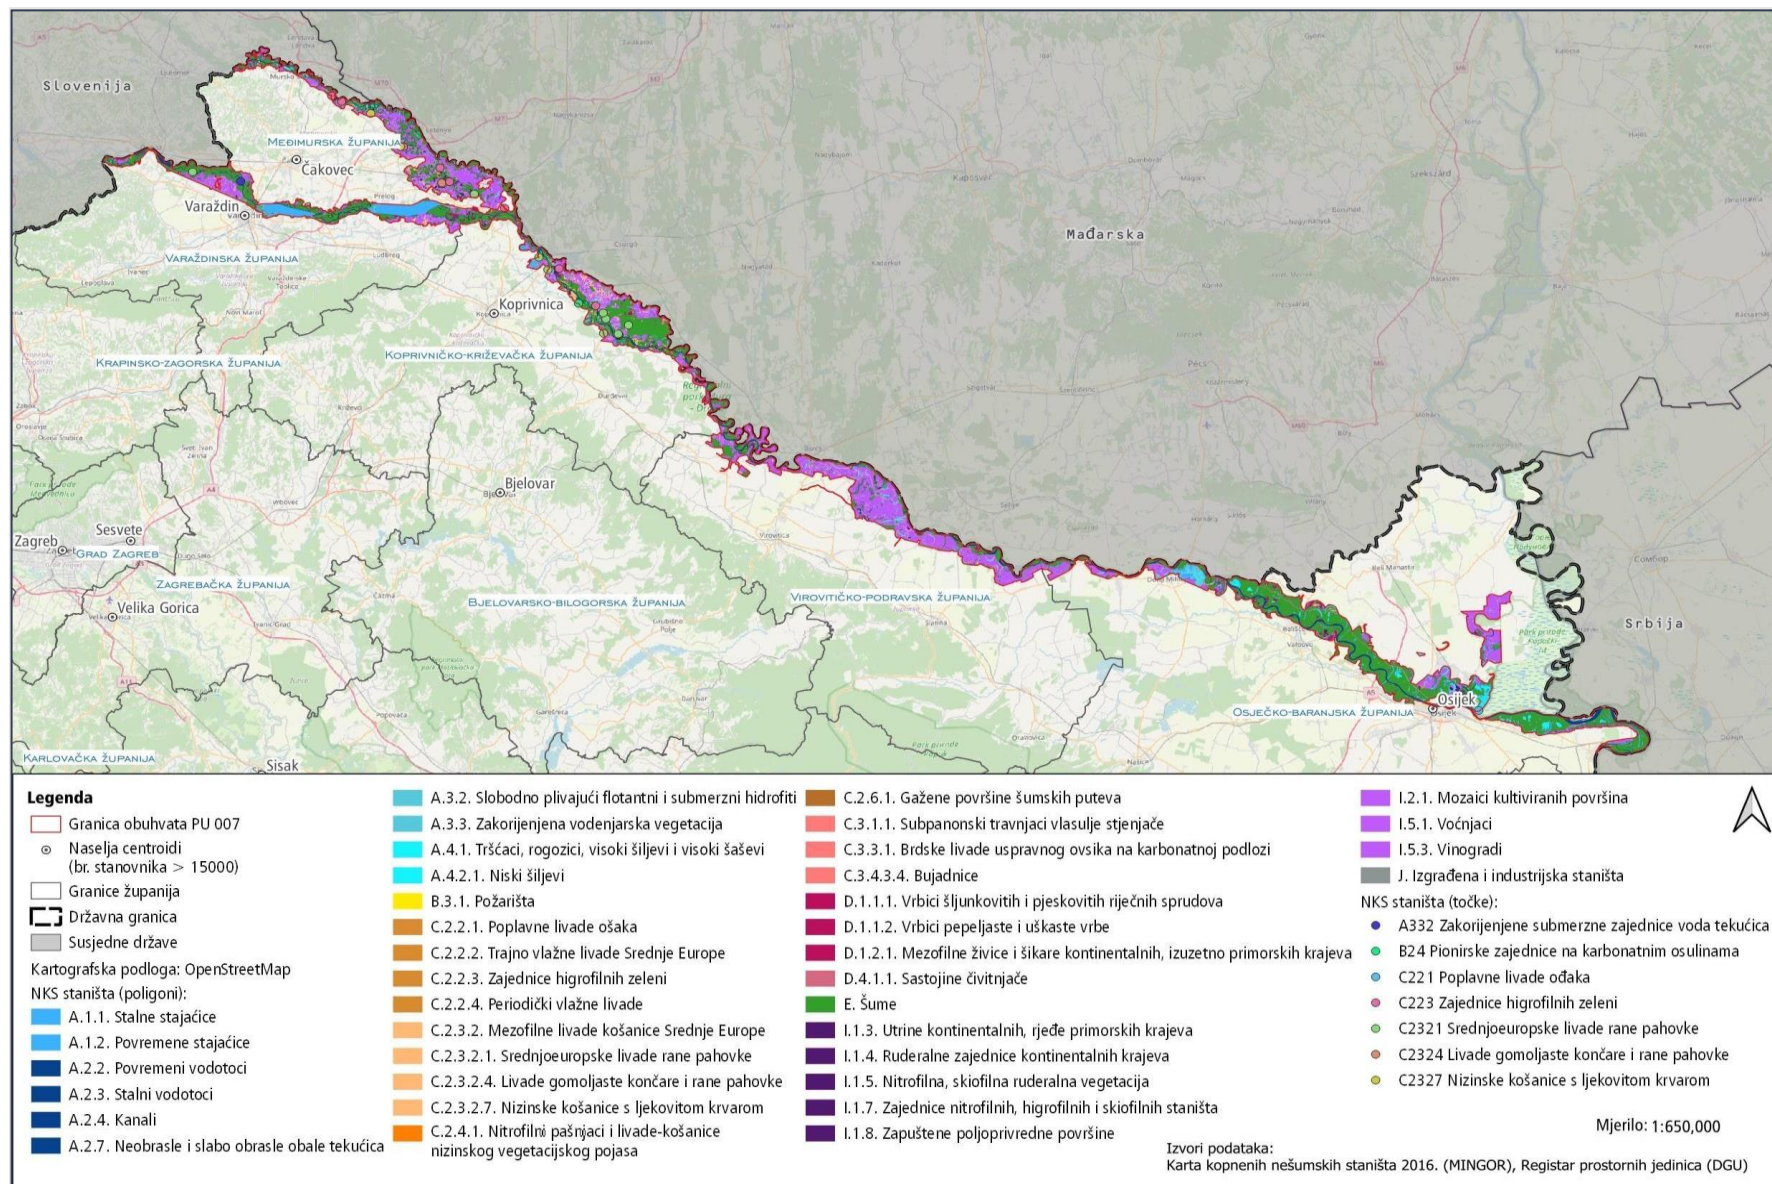 Slovenija
MEĐIMURSKA ŽUPANIJA
Čakovec
Prelog
Varaždin
VARAŽDINSKA ŽUPANIJA
Mađarska
Koprivnica
KRAPINSKO-ZAGORSKA ŽUPANIJA
KOPRIVNIČKO-KRIŽEVAČKA ŽUPANIJA
Bjelovar
Virovitica
Sesvete
Zagreb
GRAD ZAGREB
ZAGREBAČKA ŽUPANIJA
Velika Gorica
BJELOVARSKO-BILOGORSKA ŽUPANIJA
VIROVITIČKO-PODRAVSKA ŽUPANIJA
Srbija
Osijek
OSJEČKO-BARANJSKA ŽUPANIJA
KARLOVAČKA ŽUPANIJA
Sisak
Legenda
Granica obuhvata PU 007
Naselja centroidi
(br. stanovnika > 15000)
Granice županija
Državna granica
Susjedne države
Kartografska podloga: OpenStreetMap
NKS staništa (poligoni):
A.1.1. Stalne stajaćice
A.1.2. Povremene stajaćice
A.2.2. Povremeni vodotoci
A.2.3. Stalni vodotoci
A.2.4. Kanali
A.2.7. Neobrasle i slabo obrasle obale tekućica
A.3.2. Slobodno plivajući flotantni i submerzni hidrofiti
A.3.3. Zakorijenjena vodenjarska vegetacija
A.4.1. Tršćaci, rogozici, visoki šiljevi i visoki šaševi
A.4.2.1. Niski šiljevi
B.3.1. Požarišta
C.2.2.1. Poplavne livade ošaka
C.2.2.2. Trajno vlažne livade Srednje Europe
C.2.2.3. Zajednice higrofilnih zeleni
C.2.2.4. Periodički vlažne livade
C.2.3.2. Mezofilne livade košanice Srednje Europe
C.2.3.2.1. Srednjoeuropske livade rane pahovke
C.2.3.2.4. Livade gomoljaste končare i rane pahovke
C.2.3.2.7. Nizinske košanice s ljekovitom krvarom
C.2.4.1. Nitrofilni pašnjaci i livade-košanice
nizinskog vegetacijskog pojasa
C.2.6.1. Gažene površine šumskih puteva
C.3.1.1. Subpanonski travnjaci vlasulje stjenjače
C.3.3.1. Brdske livade uspravnog ovsika na karbonatnoj podlozi
C.3.4.3.4. Bujadnice
D.1.1.1. Vrbici šljunkovitih i pjeskovitih riječnih sprudova
D.1.1.2. Vrbici pepeljaste i uškaste vrbe
D.1.2.1. Mezofilne živice i šikare kontinentalnih, izuzetno primorskih krajeva
D.4.1.1. Sastojine čivitnjače
E. Šume
I.1.3. Utrine kontinentalnih, rjeđe primorskih krajeva
I.1.4. Ruderalne zajednice kontinentalnih krajeva
I.1.5. Nitrofilna, skiofilna ruderalna vegetacija
I.1.7. Zajednice nitrofilnih, higrofilnih i skiofilnih staništa
I.1.8. Zapuštene poljoprivredne površine
I.2.1. Mozaici kultiviranih površina
I.5.1. Voćnjaci
I.5.3. Vinogradi
J. Izgrađena i industrijska staništa
NKS staništa (točke):
A332 Zakorijenjene submerzne zajednice voda tekućica
B24 Pionirske zajednice na karbonatnim osulinama
C221 Poplavne livade ođaka
C223 Zajednice higrofilnih zeleni
C2321 Srednjoeuropske livade rane pahovke
C2324 Livade gomoljaste končare i rane pahovke
C2327 Nizinske košanice s ljekovitom krvarom
Mjerilo: 1:650,000
Izvori podataka:
Karta kopnenih nešumskih staništa 2016. (MINGOR), Registar prostornih jedinica (DGU)